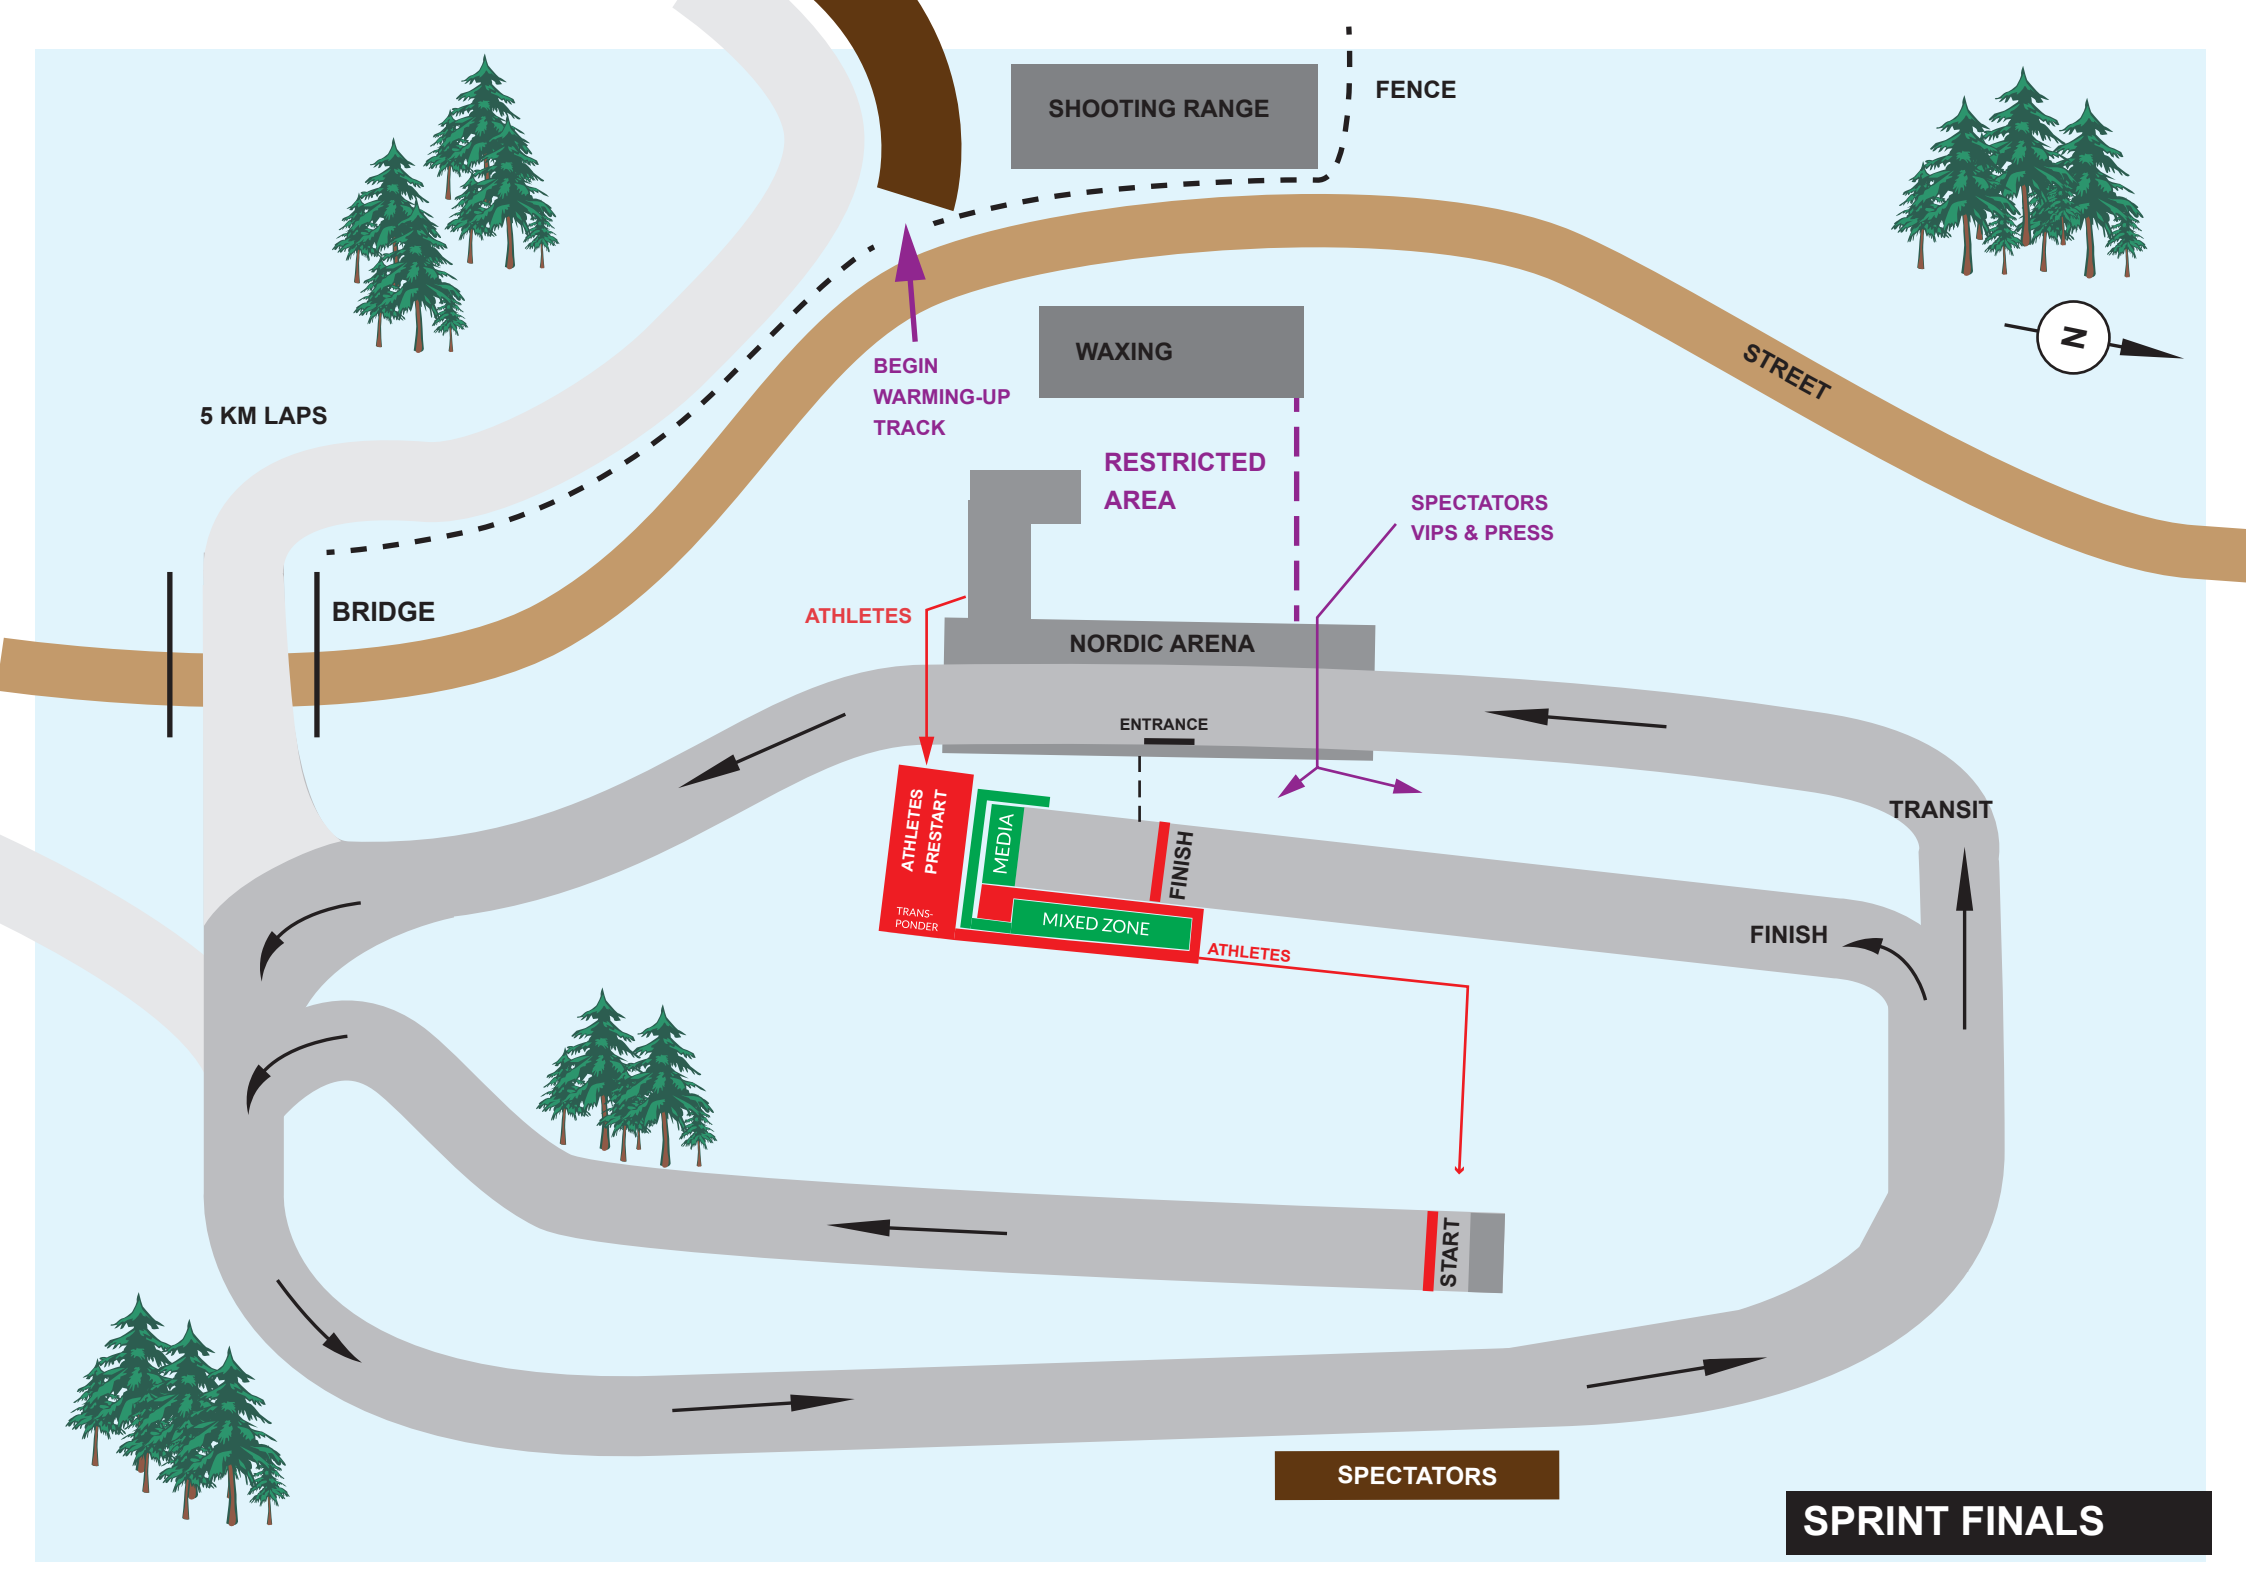 SHOOTING RANGE
FENCE
N
WAXING
STREET
BEGIN
WARMING-UP
TRACK
5 KM LAPS
RESTRICTED
AREA
SPECTATORS
VIPS & PRESS
BRIDGE
ATHLETES
NORDIC ARENA
ENTRANCE
TRANSIT
ATHLETES
PRESTART
MEDIA
FINISH
TRANS-
PONDER
MIXED ZONE
FINISH
ATHLETES
START
SPECTATORS
SPRINT FINALS